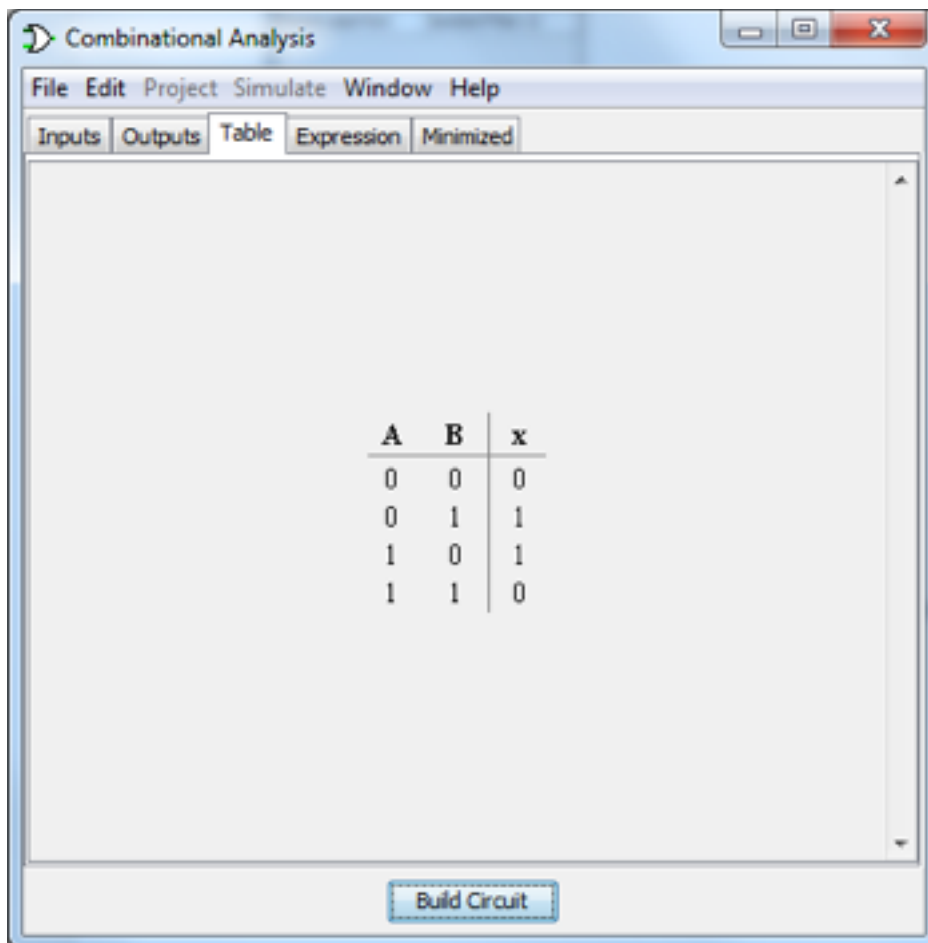 Combinational Analysis
File Edit Project Simulate Window Help
Inputs Outputs Table Expression Minimized
A B x
0 0 0
0 1 1
1 0 1
1 1 0
Build Circuit